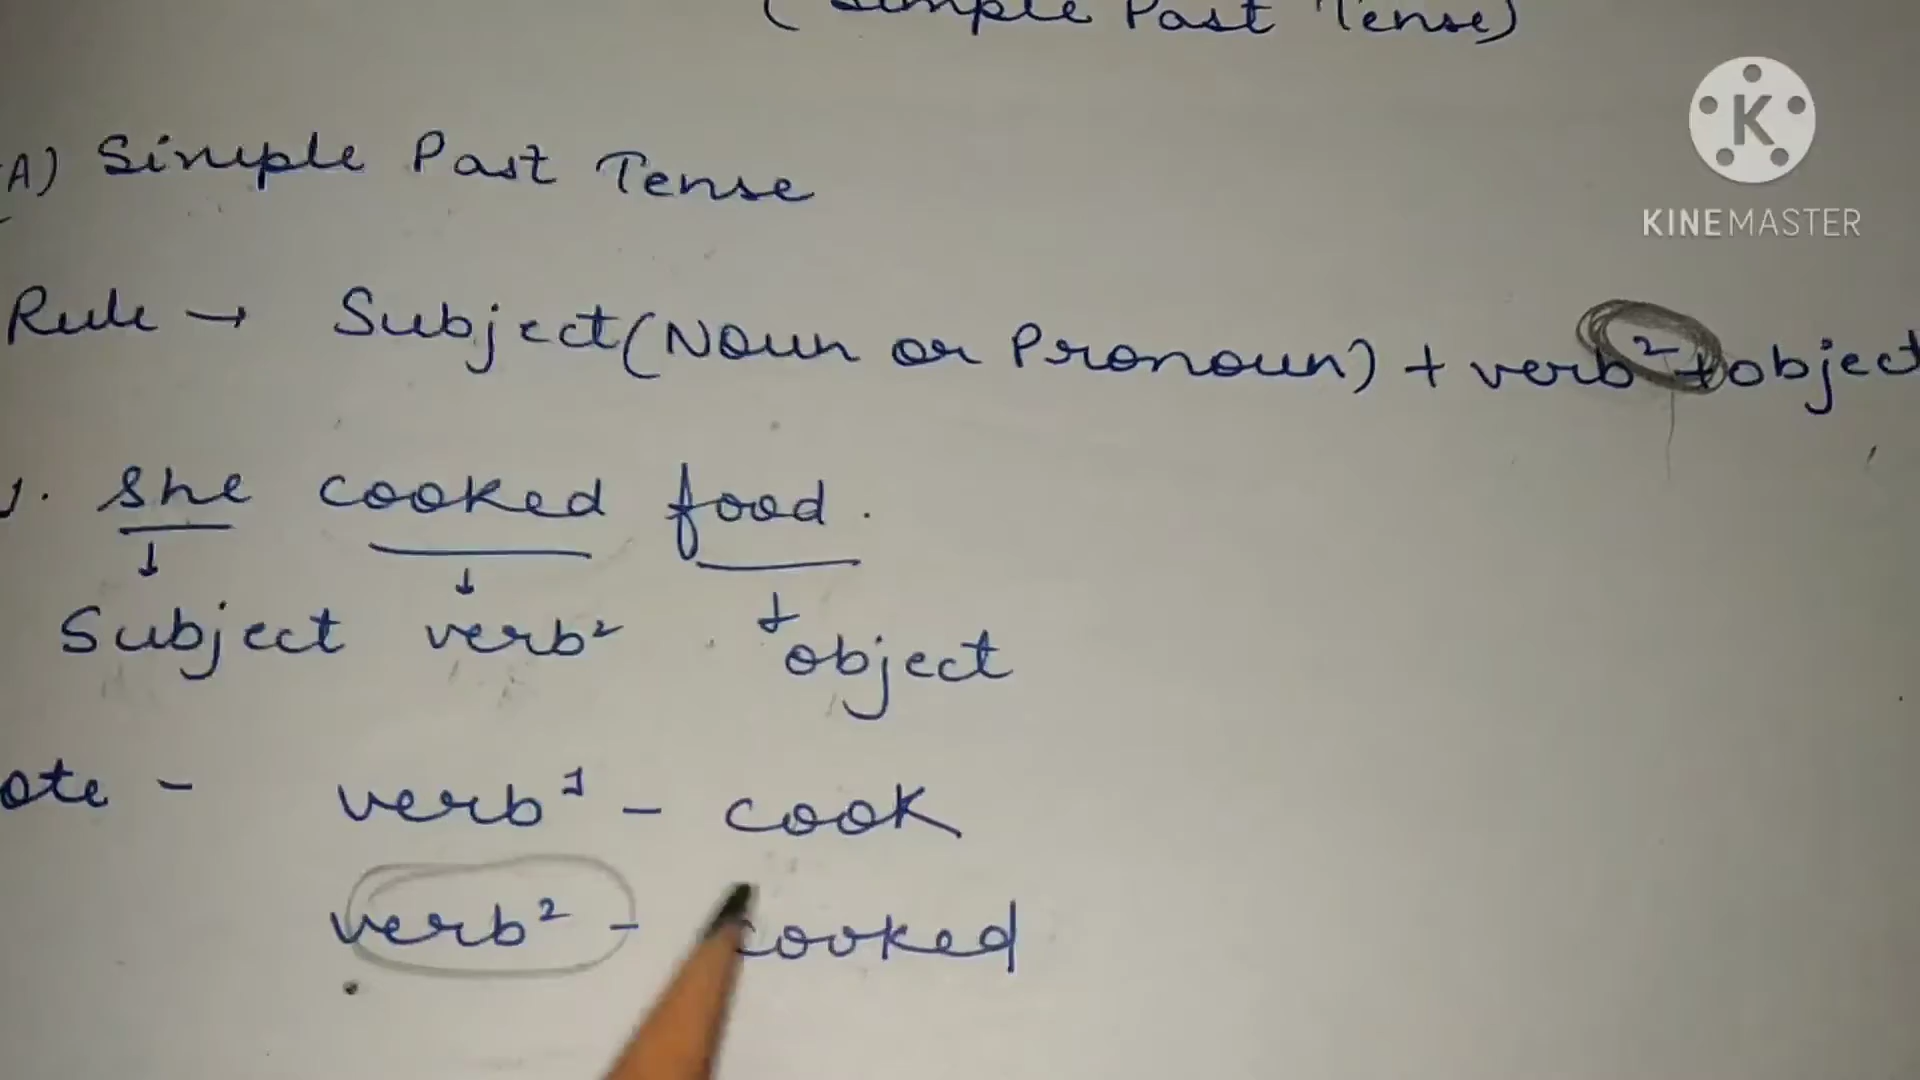 (Simple Past Tense)
A) Simple Past Tense
Rule → Subject (Noun or Pronoun) + verb² + object
1. She cooked food.
↓ ↓ ↓
Subject verb² object
ote - verb¹ - cook
verb² - cooked
K
KINEMASTER